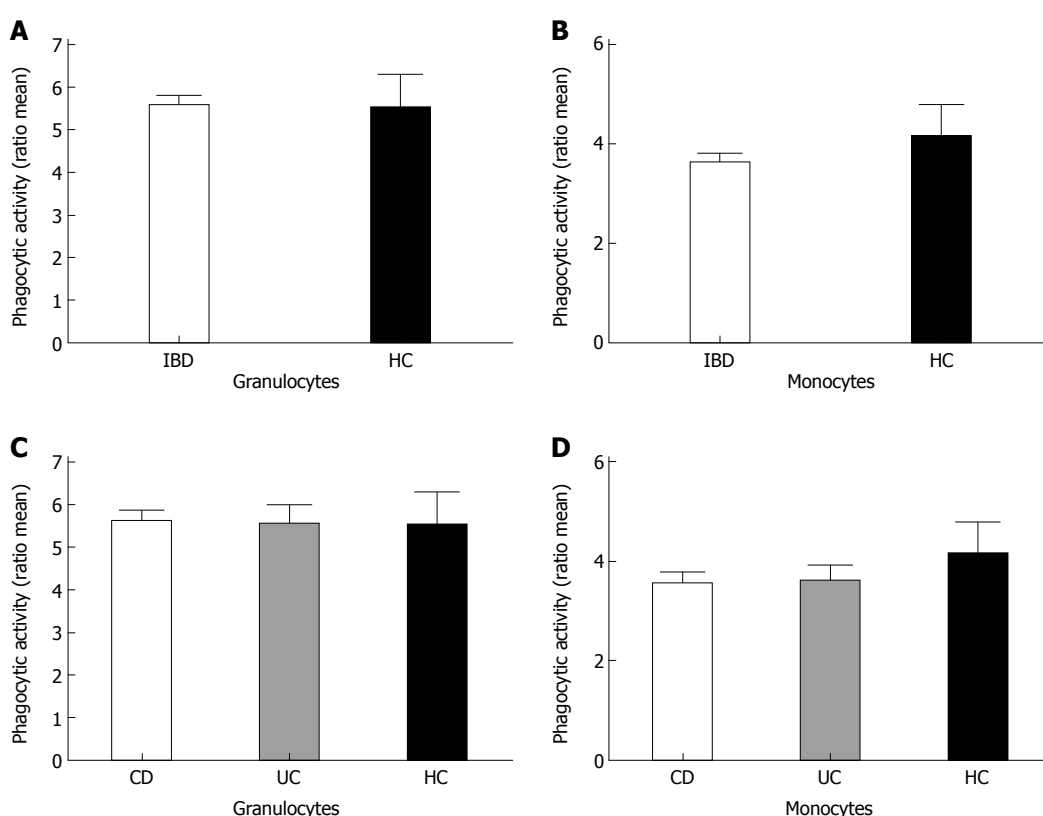 A
Phagocytic activity (ratio mean)
7
6
5
4
3
2
1
0
IBD
HC
Granulocytes
B
Phagocytic activity (ratio mean)
6
4
2
0
IBD
HC
Monocytes
C
Phagocytic activity (ratio mean)
7
6
5
4
3
2
1
0
CD
UC
HC
Granulocytes
D
Phagocytic activity (ratio mean)
6
4
2
0
CD
UC
HC
Monocytes